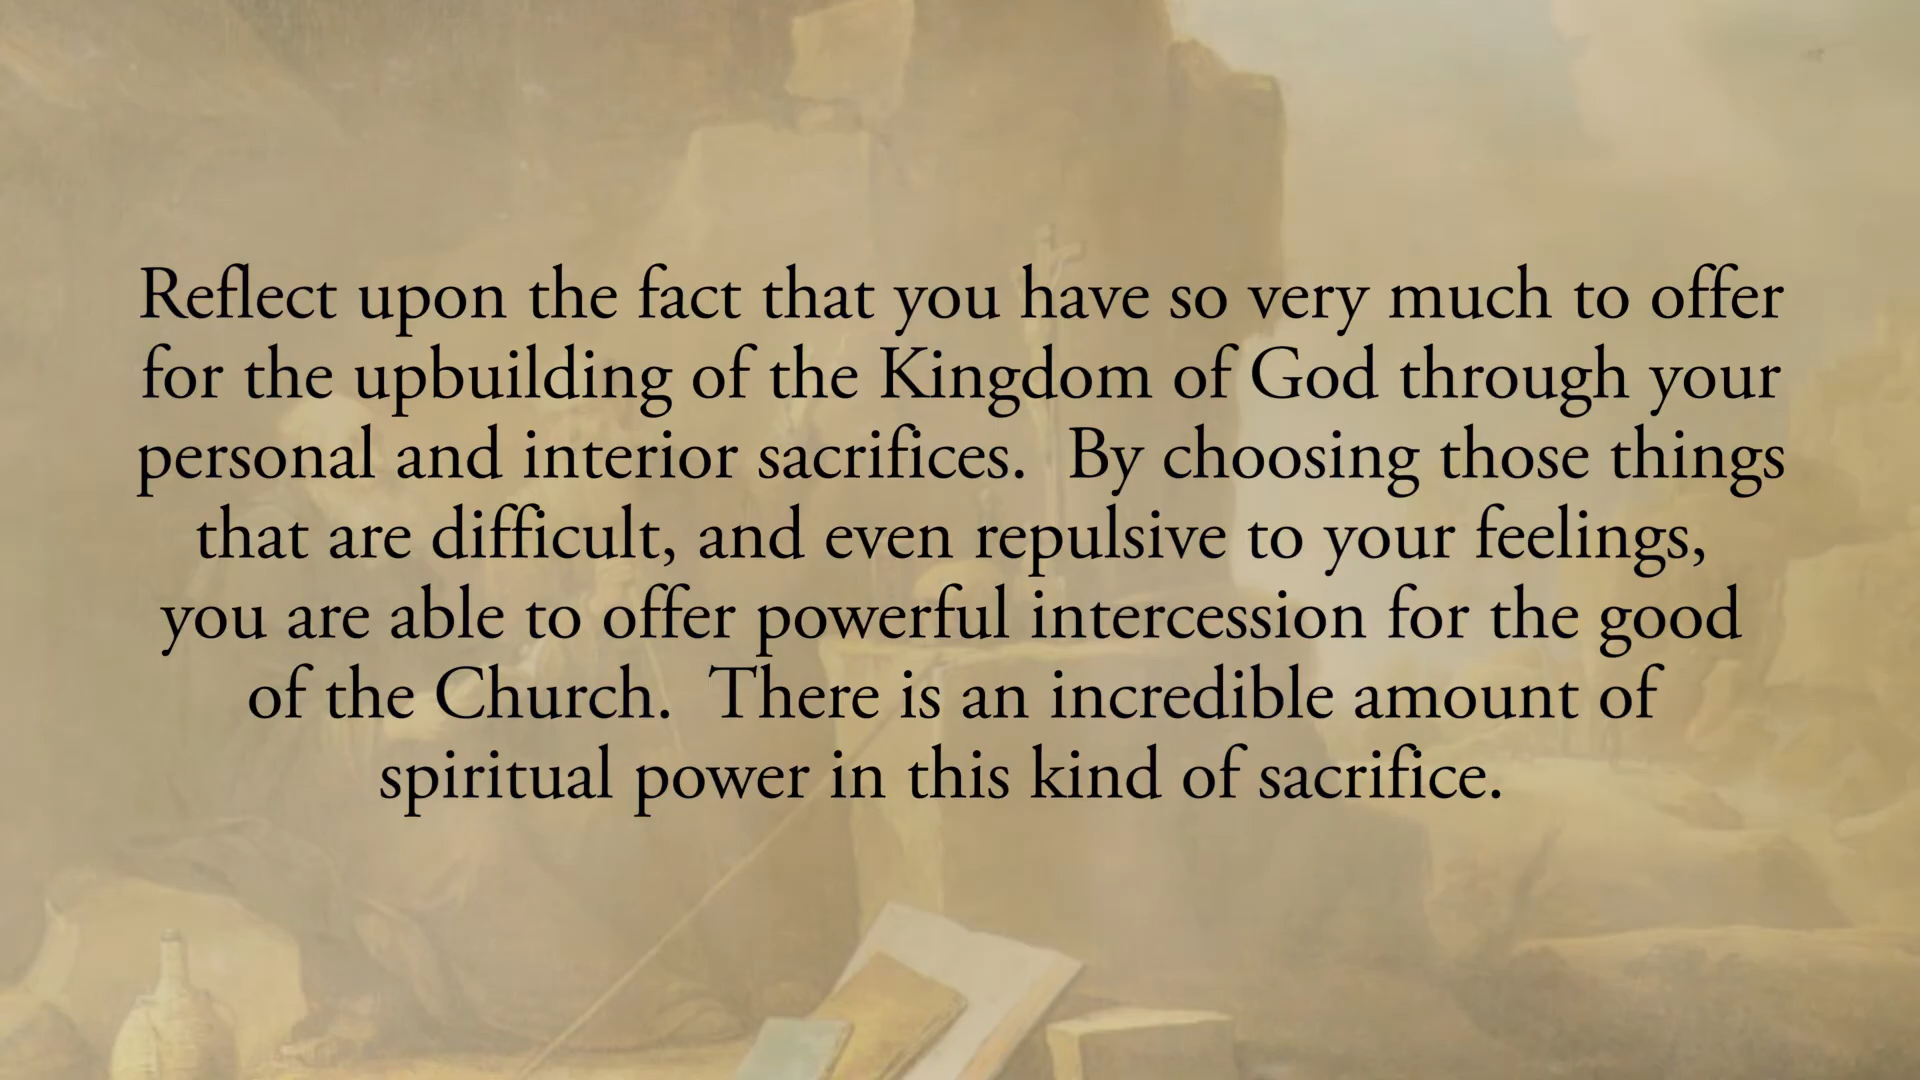 Reflect upon the fact that you have so very much to offer
for the upbuilding of the Kingdom of God through your
personal and interior sacrifices.  By choosing those things
that are difficult, and even repulsive to your feelings,
you are able to offer powerful intercession for the good
of the Church.  There is an incredible amount of
spiritual power in this kind of sacrifice.